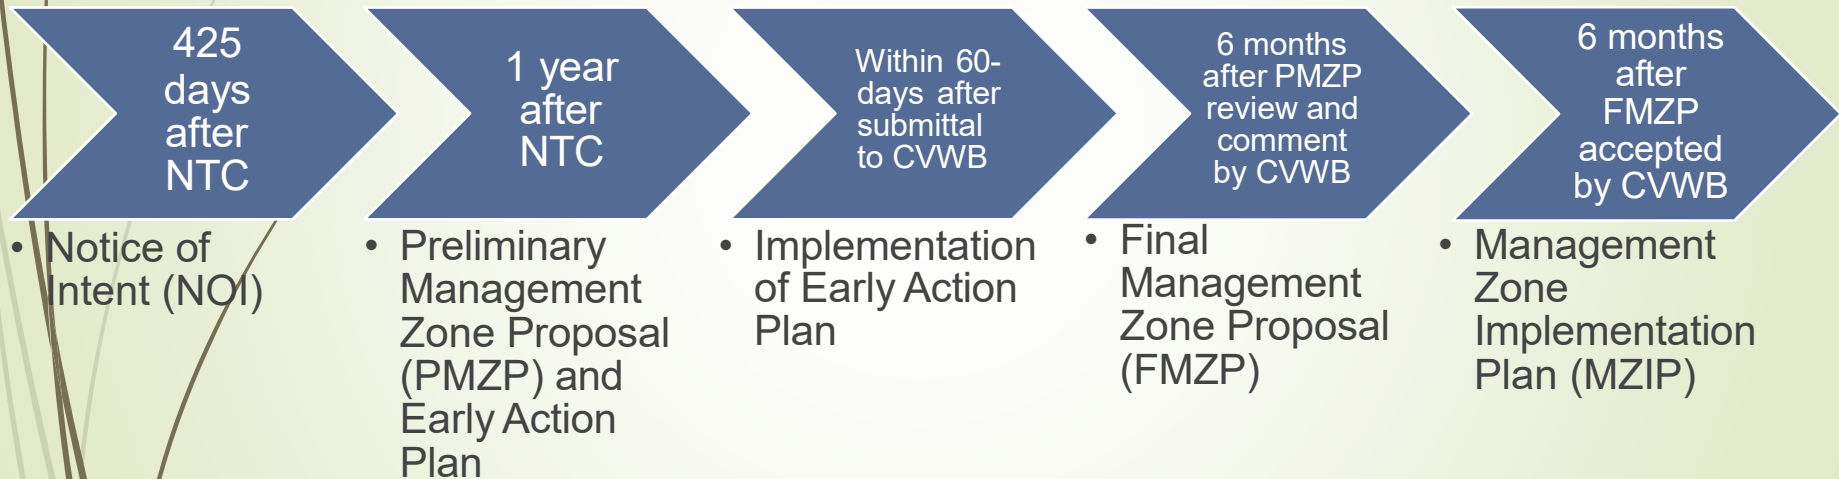 425
days
after
NTC
• Notice of
Intent (NOI)
1 year
after
NTC
• Preliminary
Management
Zone Proposal
(PMZP) and
Early Action
Plan
Within 60-
days after
submittal
to CVWB
• Implementation
of Early Action
Plan
6 months
after PMZP
review and
comment
by CVWB
• Final
Management
Zone Proposal
(FMZP)
6 months
after
FMZP
accepted
by CVWB
• Management
Zone
Implementation
Plan (MZIP)